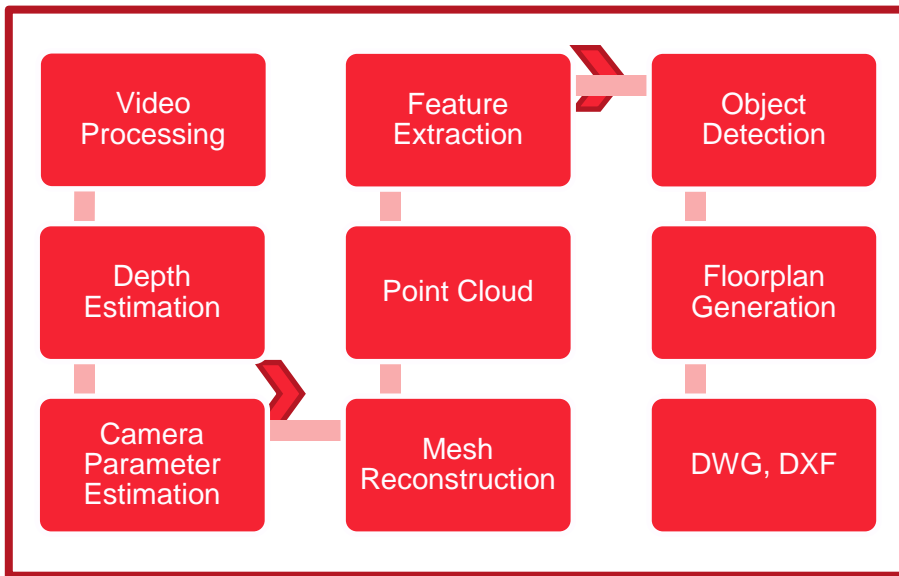 Video
Processing
Depth
Estimation
Camera
Parameter
Estimation
Mesh
Reconstruction
Point Cloud
Feature
Extraction
Object
Detection
Floorplan
Generation
DWG, DXF